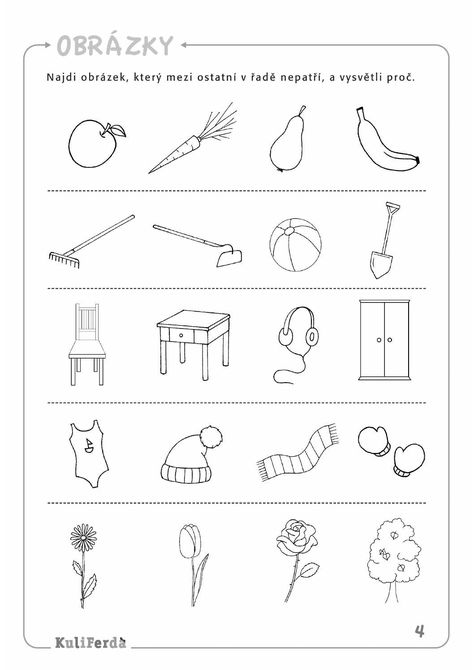 OBRÁZKY
Najdi obrázek, který mezi ostatní v řadě nepatří, a vysvětli proč.
KuliFerda
4